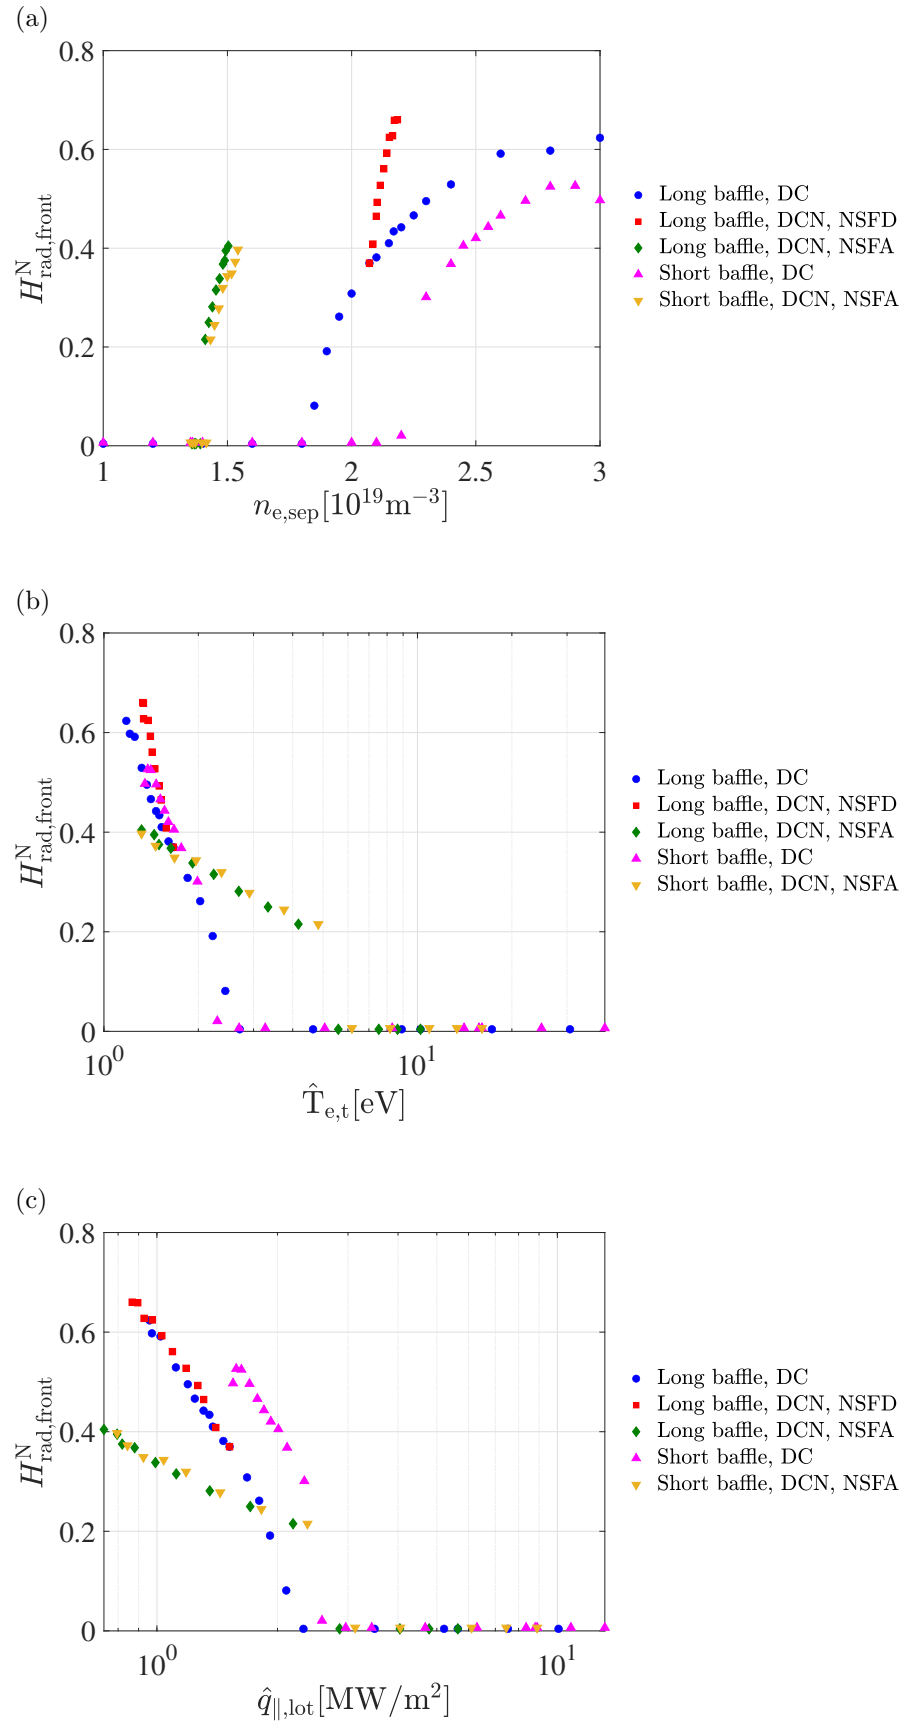 (a)
0.8
0.6
0.4
0.2
0
H^N_rad,front
1
1.5
2
2.5
3
n_e,sep[10^19m^−3]
Long baffle, DC
Long baffle, DCN, NSFD
Long baffle, DCN, NSFA
Short baffle, DC
Short baffle, DCN, NSFA
(b)
0.8
0.6
0.4
0.2
0
H^N_rad,front
10^0
10^1
T̂_e,t[eV]
Long baffle, DC
Long baffle, DCN, NSFD
Long baffle, DCN, NSFA
Short baffle, DC
Short baffle, DCN, NSFA
(c)
0.8
0.6
0.4
0.2
0
H^N_rad,front
10^0
10^1
q̂_∥,lot[MW/m^2]
Long baffle, DC
Long baffle, DCN, NSFD
Long baffle, DCN, NSFA
Short baffle, DC
Short baffle, DCN, NSFA